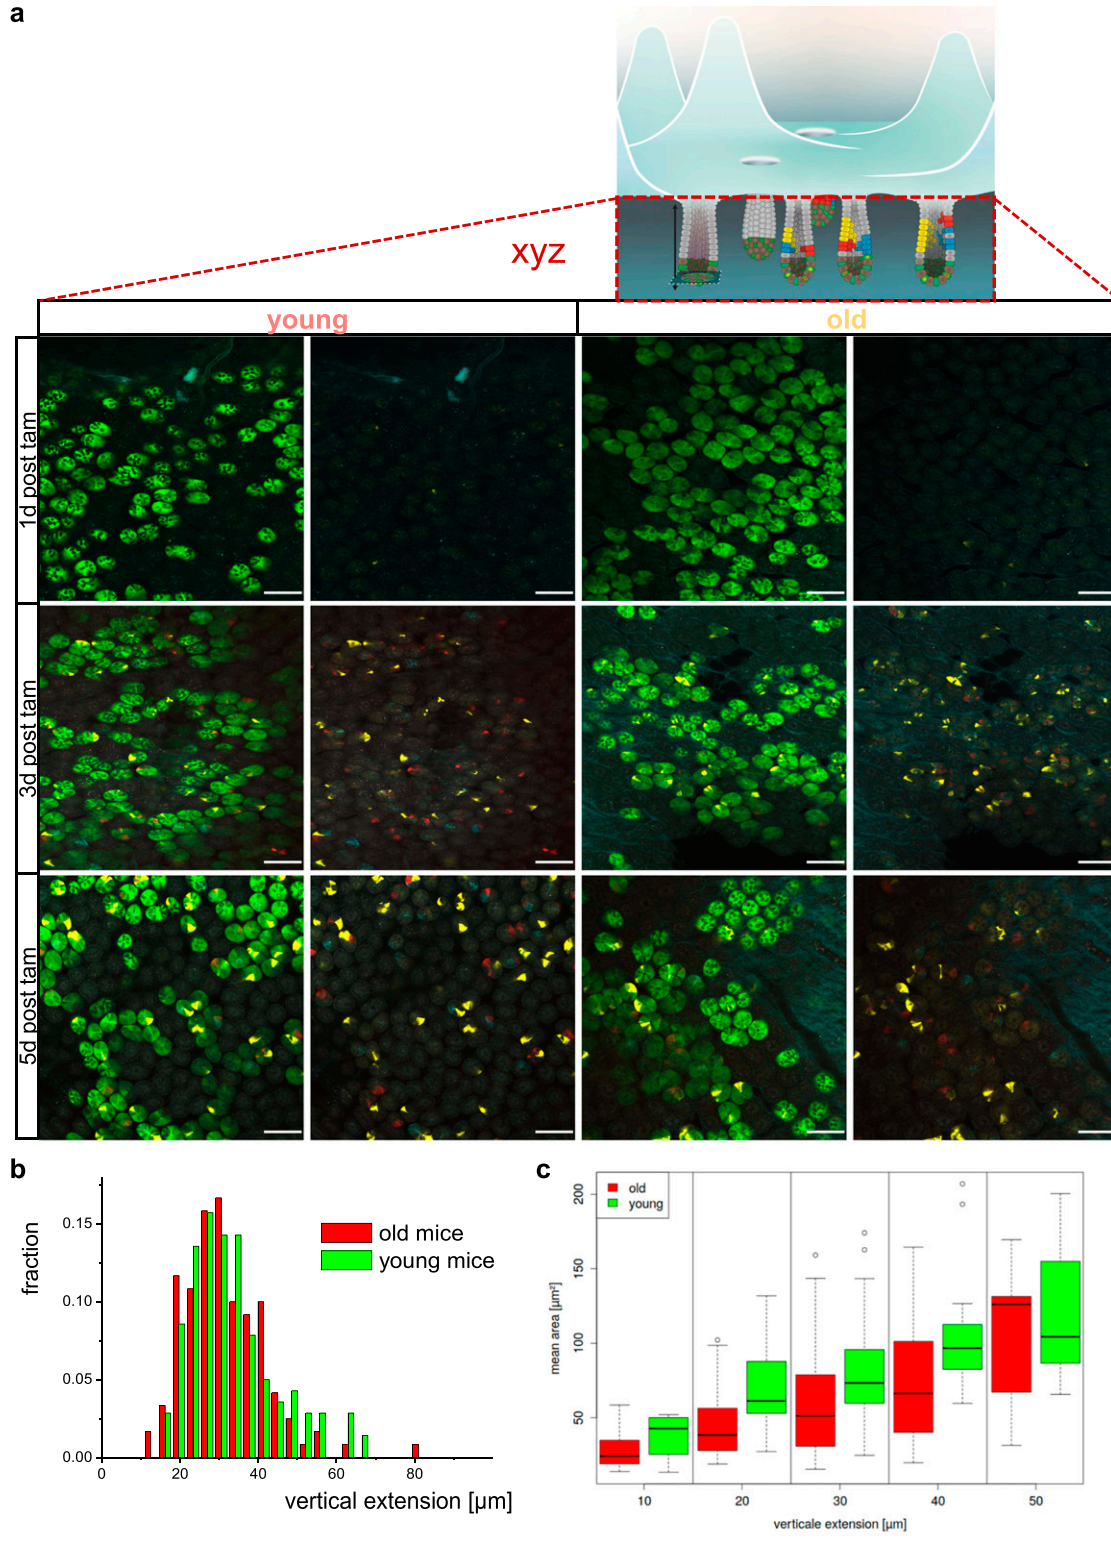 a
xyz
young
old
1d post tam
3d post tam
5d post tam
b
fraction
0.15
0.10
0.05
0.00
0
20
40
60
80
vertical extension [µm]
old mice
young mice
c
mean area [µm²]
200
150
100
50
old
young
10
20
30
40
50
verticale extension [µm]